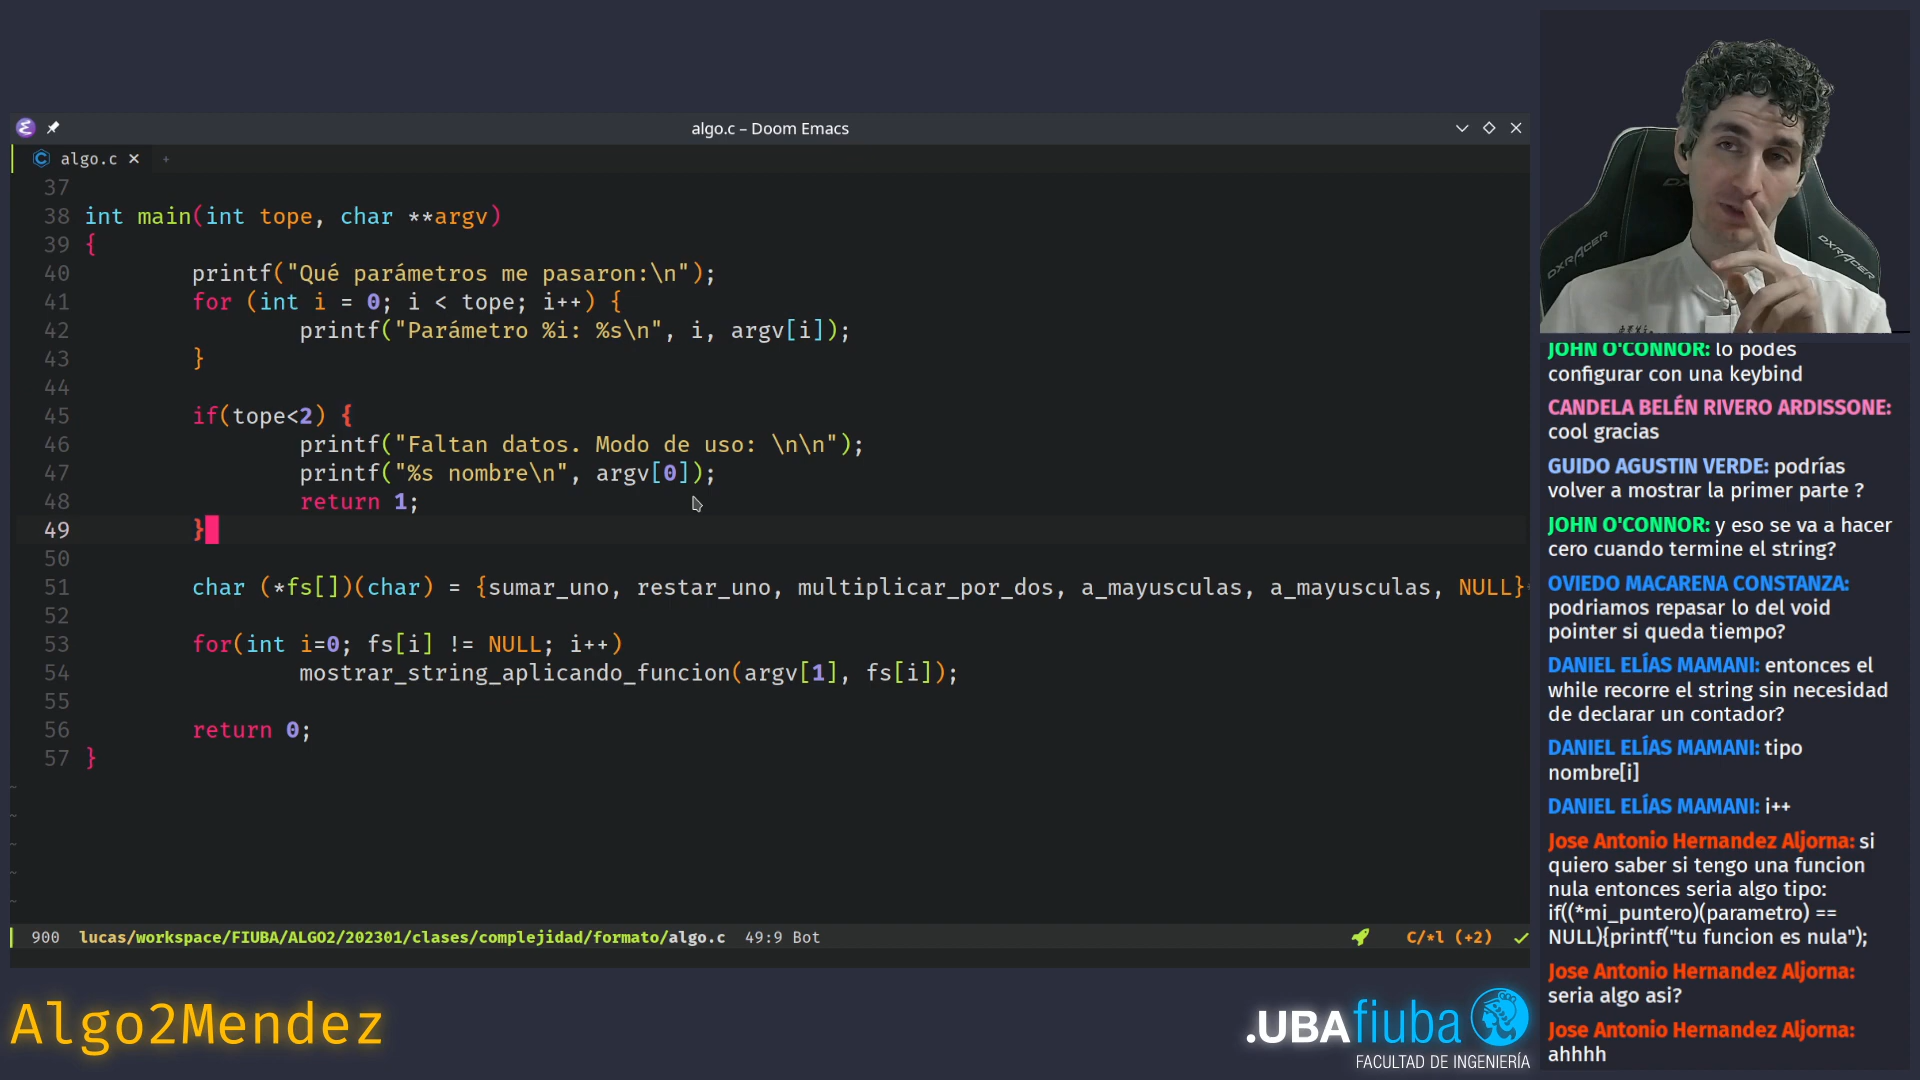 algo.c – Doom Emacs
algo.c
37
38 int main(int tope, char **argv)
39 {
40 printf("Qué parámetros me pasaron:\n");
41 for (int i = 0; i < tope; i++) {
42 printf("Parámetro %i: %s\n", i, argv[i]);
43 }
44
45 if(tope<2) {
46 printf("Faltan datos. Modo de uso: \n\n");
47 printf("%s nombre\n", argv[0]);
48 return 1;
49 }
50
51 char (*fs[])(char) = {sumar_uno, restar_uno, multiplicar_por_dos, a_mayusculas, a_mayusculas, NULL}
52
53 for(int i=0; fs[i] != NULL; i++)
54 mostrar_string_aplicando_funcion(argv[1], fs[i]);
55
56 return 0;
57 }
900 lucas/workspace/FIUBA/ALGO2/202301/clases/complejidad/formato/algo.c 49:9 Bot
C/*l (+2)
Algo2Mendez
.UBAfiuba
FACULTAD DE INGENIERÍA
DXRACER
DXRACER
JOHN O'CONNOR: lo podes
configurar con una keybind
CANDELA BELÉN RIVERO ARDISSONE:
cool gracias
GUIDO AGUSTIN VERDE: podrías
volver a mostrar la primer parte ?
JOHN O'CONNOR: y eso se va a hacer
cero cuando termine el string?
OVIEDO MACARENA CONSTANZA:
podriamos repasar lo del void
pointer si queda tiempo?
DANIEL ELÍAS MAMANI: entonces el
while recorre el string sin necesidad
de declarar un contador?
DANIEL ELÍAS MAMANI: tipo
nombre[i]
DANIEL ELÍAS MAMANI: i++
Jose Antonio Hernandez Aljorna: si
quiero saber si tengo una funcion
nula entonces seria algo tipo:
if((*mi_puntero)(parametro) ==
NULL){printf("tu funcion es nula");
Jose Antonio Hernandez Aljorna:
seria algo asi?
Jose Antonio Hernandez Aljorna:
ahhhh